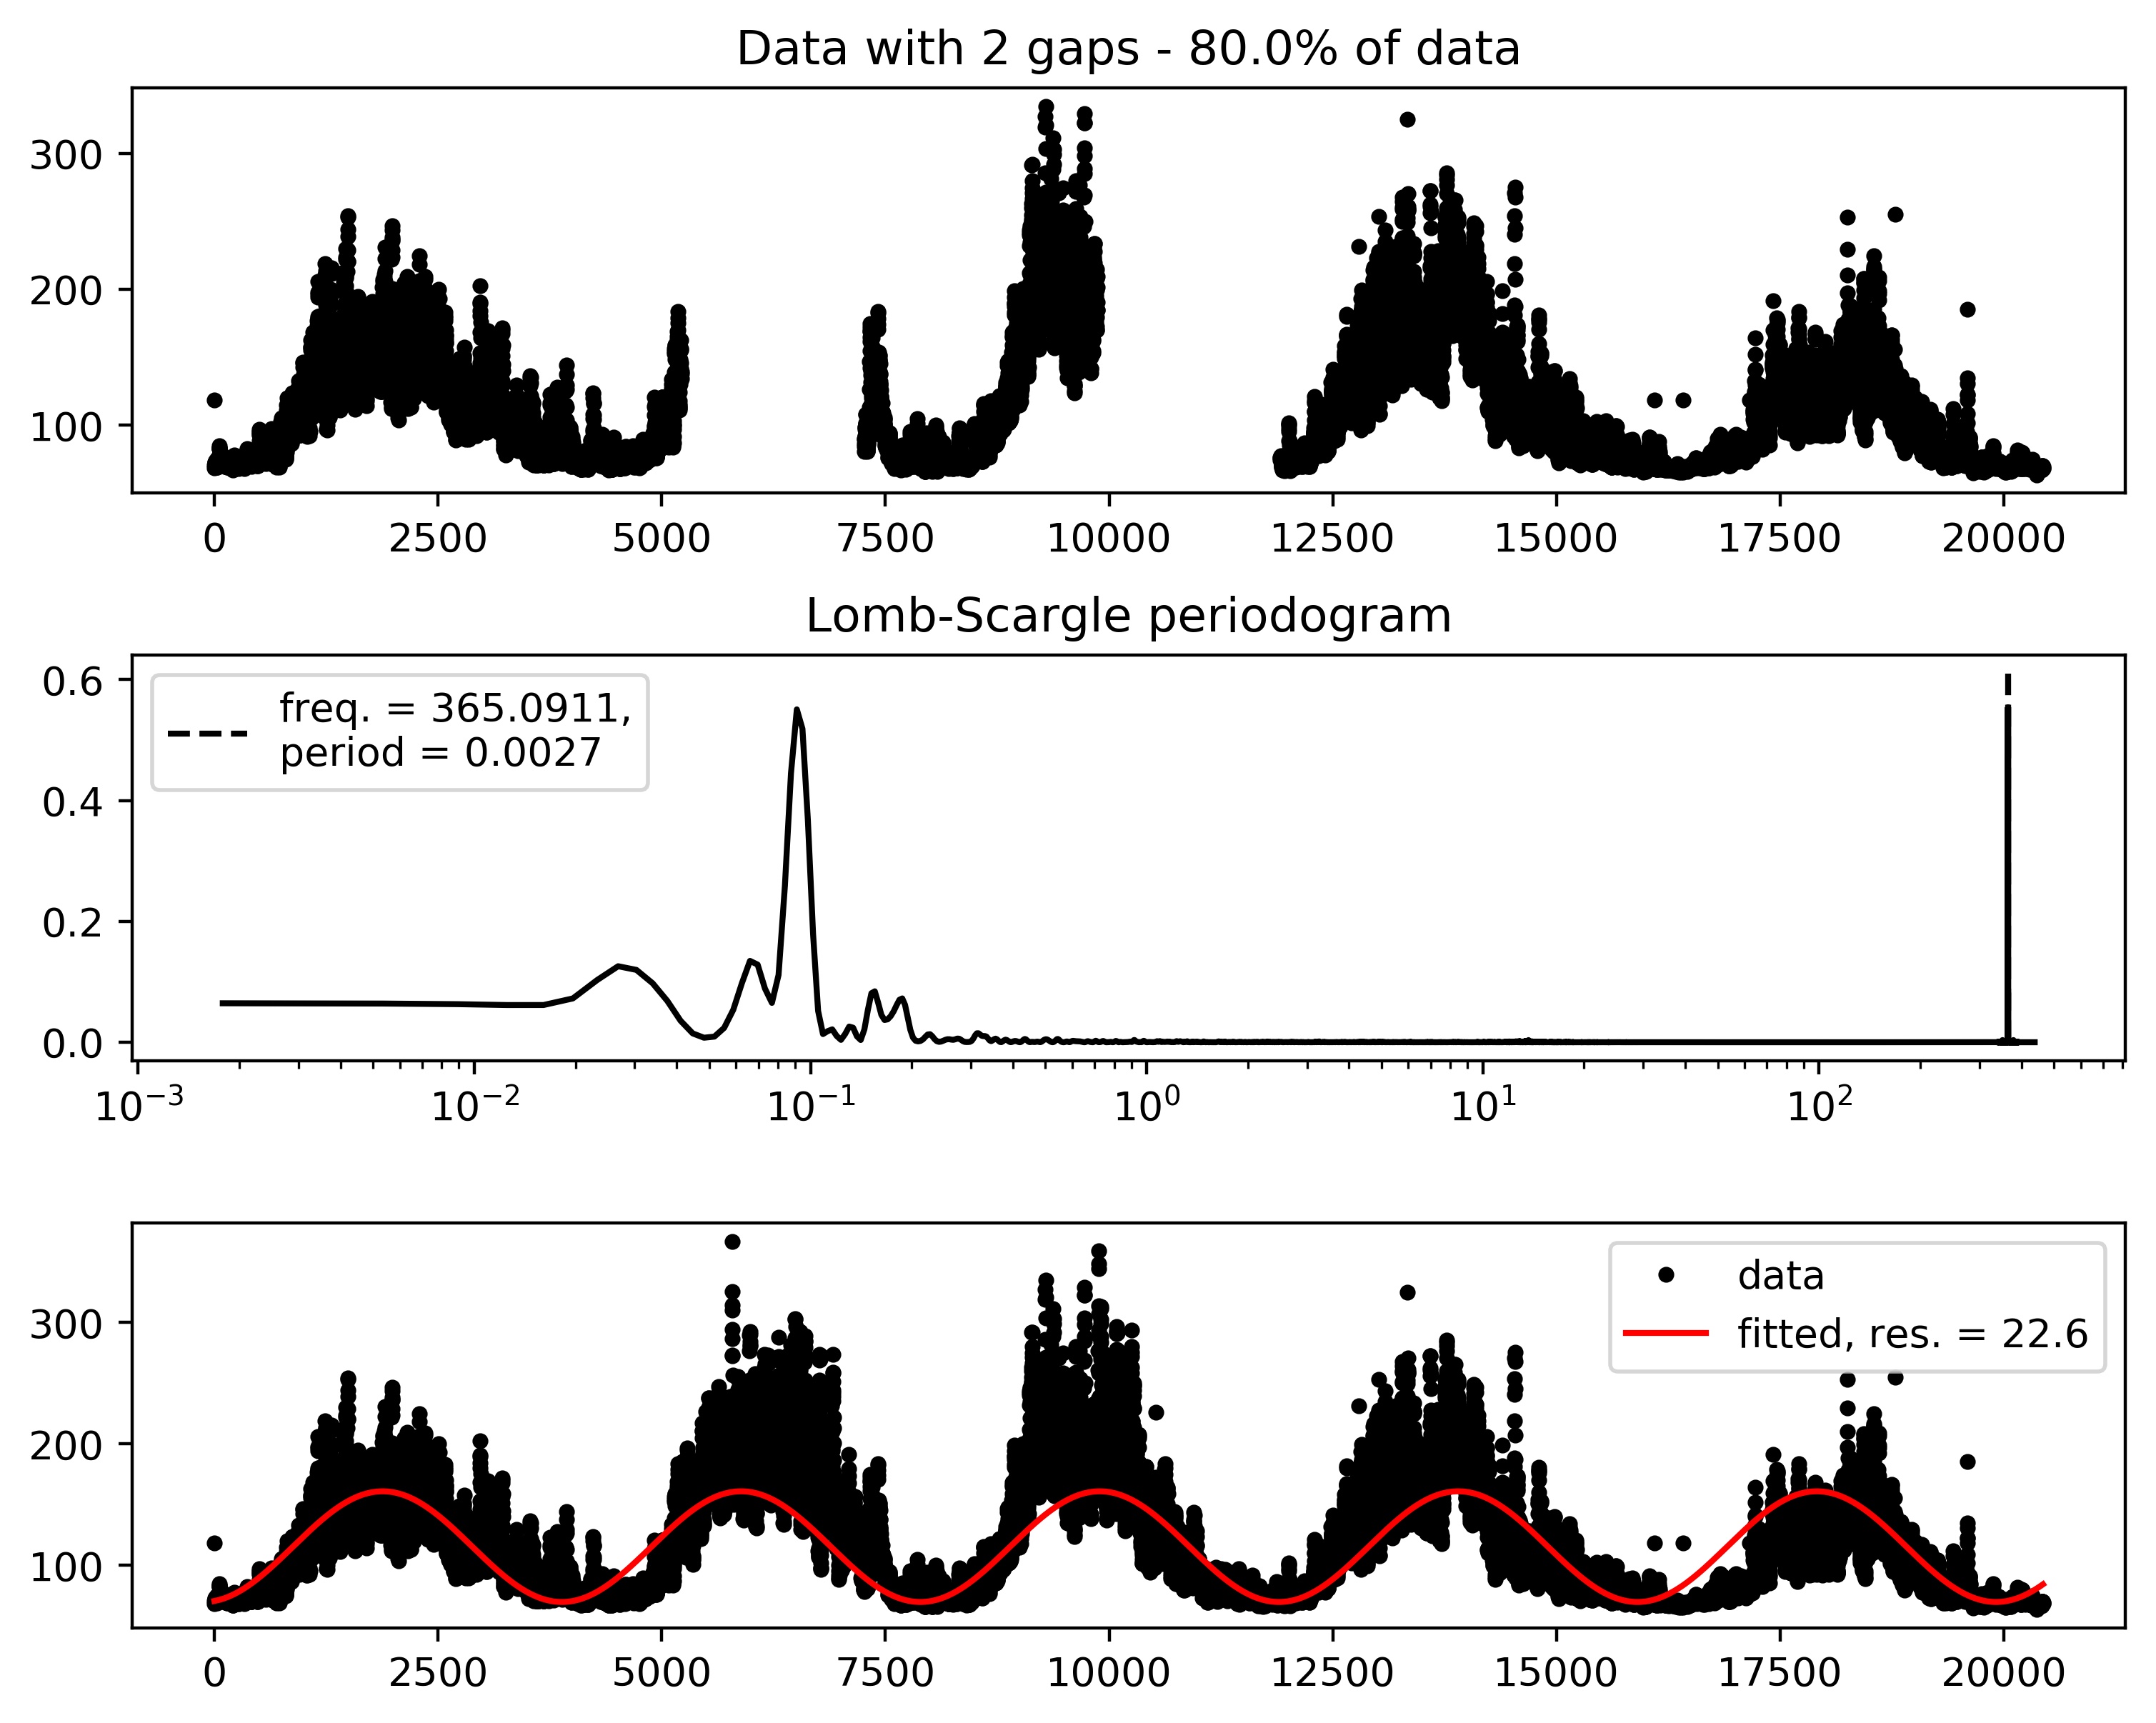 Data with 2 gaps - 80.0% of data
300
200
100
0 2500 5000 7500 10000 12500 15000 17500 20000
Lomb-Scargle periodogram
0.6
0.4
0.2
0.0
freq. = 365.0911,
period = 0.0027
10⁻³ 10⁻² 10⁻¹ 10⁰ 10¹ 10²
300
200
100
data
fitted, res. = 22.6
0 2500 5000 7500 10000 12500 15000 17500 20000